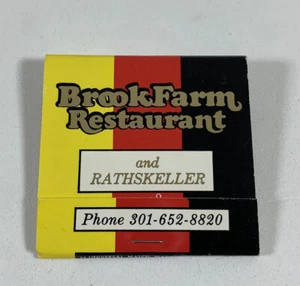 BrookFarm
Restaurant
and
RATHSKELLER
Phone 301-652-8820